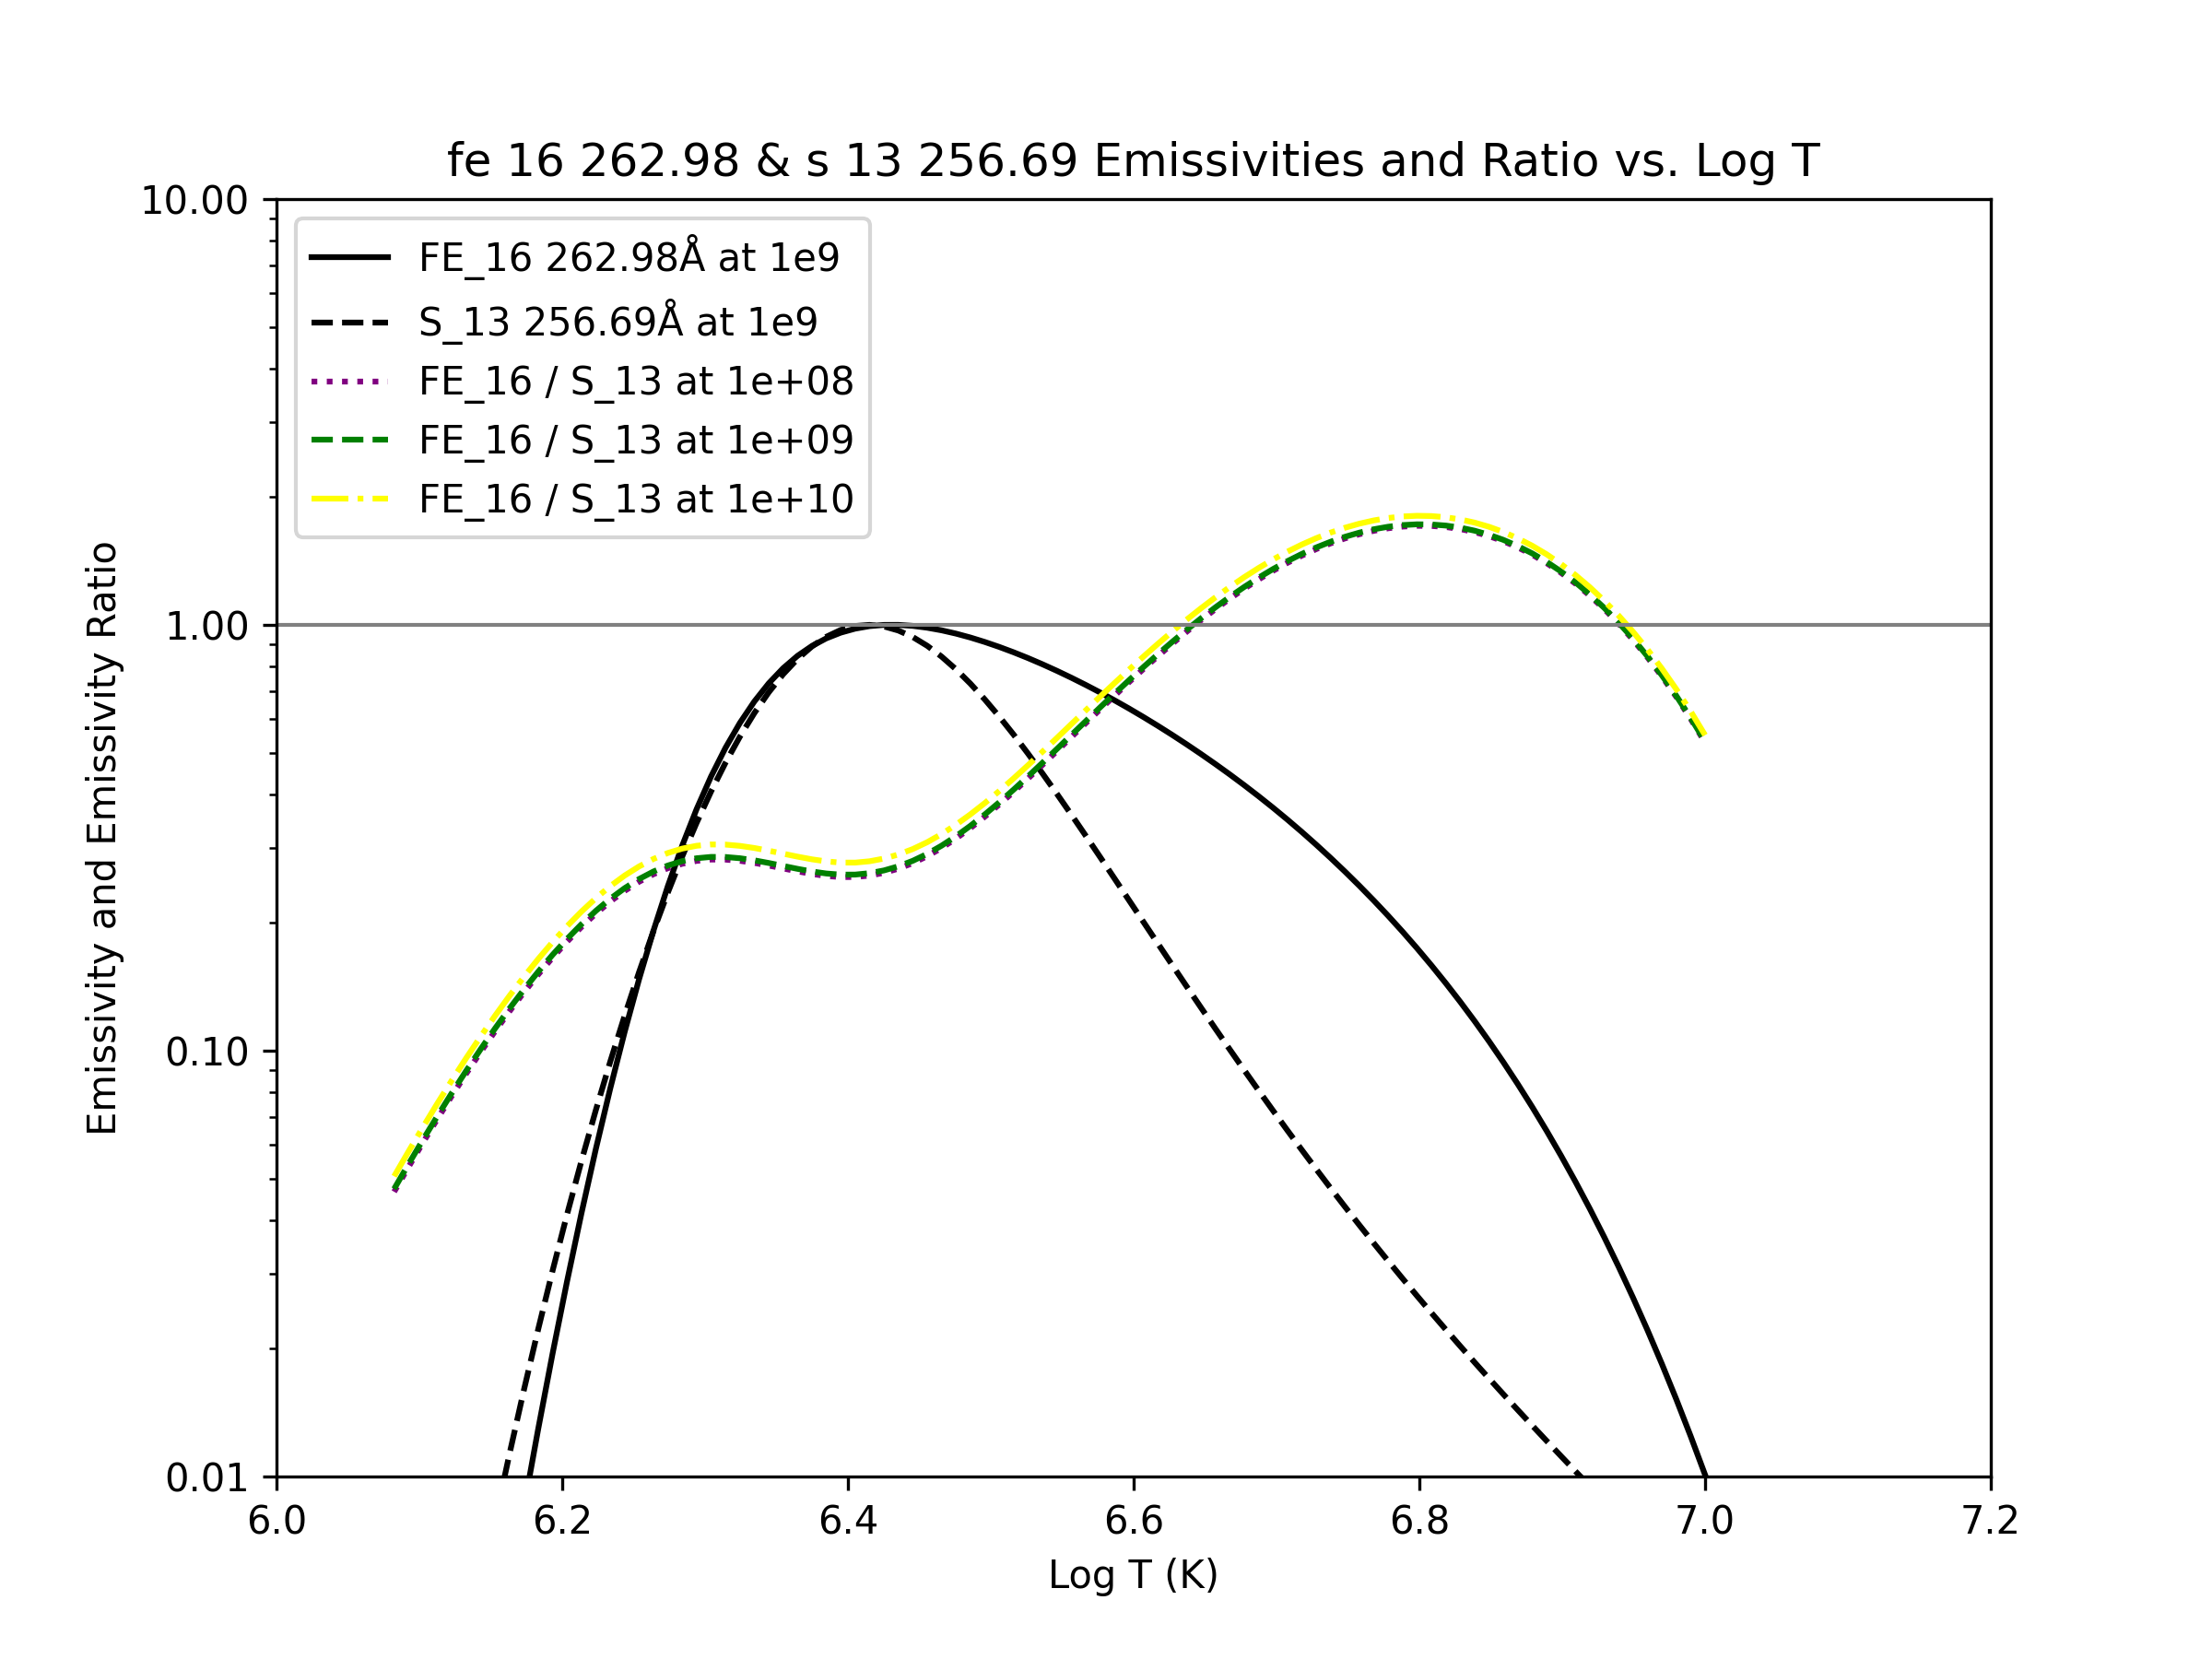 fe 16 262.98 & s 13 256.69 Emissivities and Ratio vs. Log T
10.00
1.00
0.10
0.01
Emissivity and Emissivity Ratio
FE_16 262.98Å at 1e9
S_13 256.69Å at 1e9
FE_16 / S_13 at 1e+08
FE_16 / S_13 at 1e+09
FE_16 / S_13 at 1e+10
6.0 6.2 6.4 6.6 6.8 7.0 7.2
Log T (K)